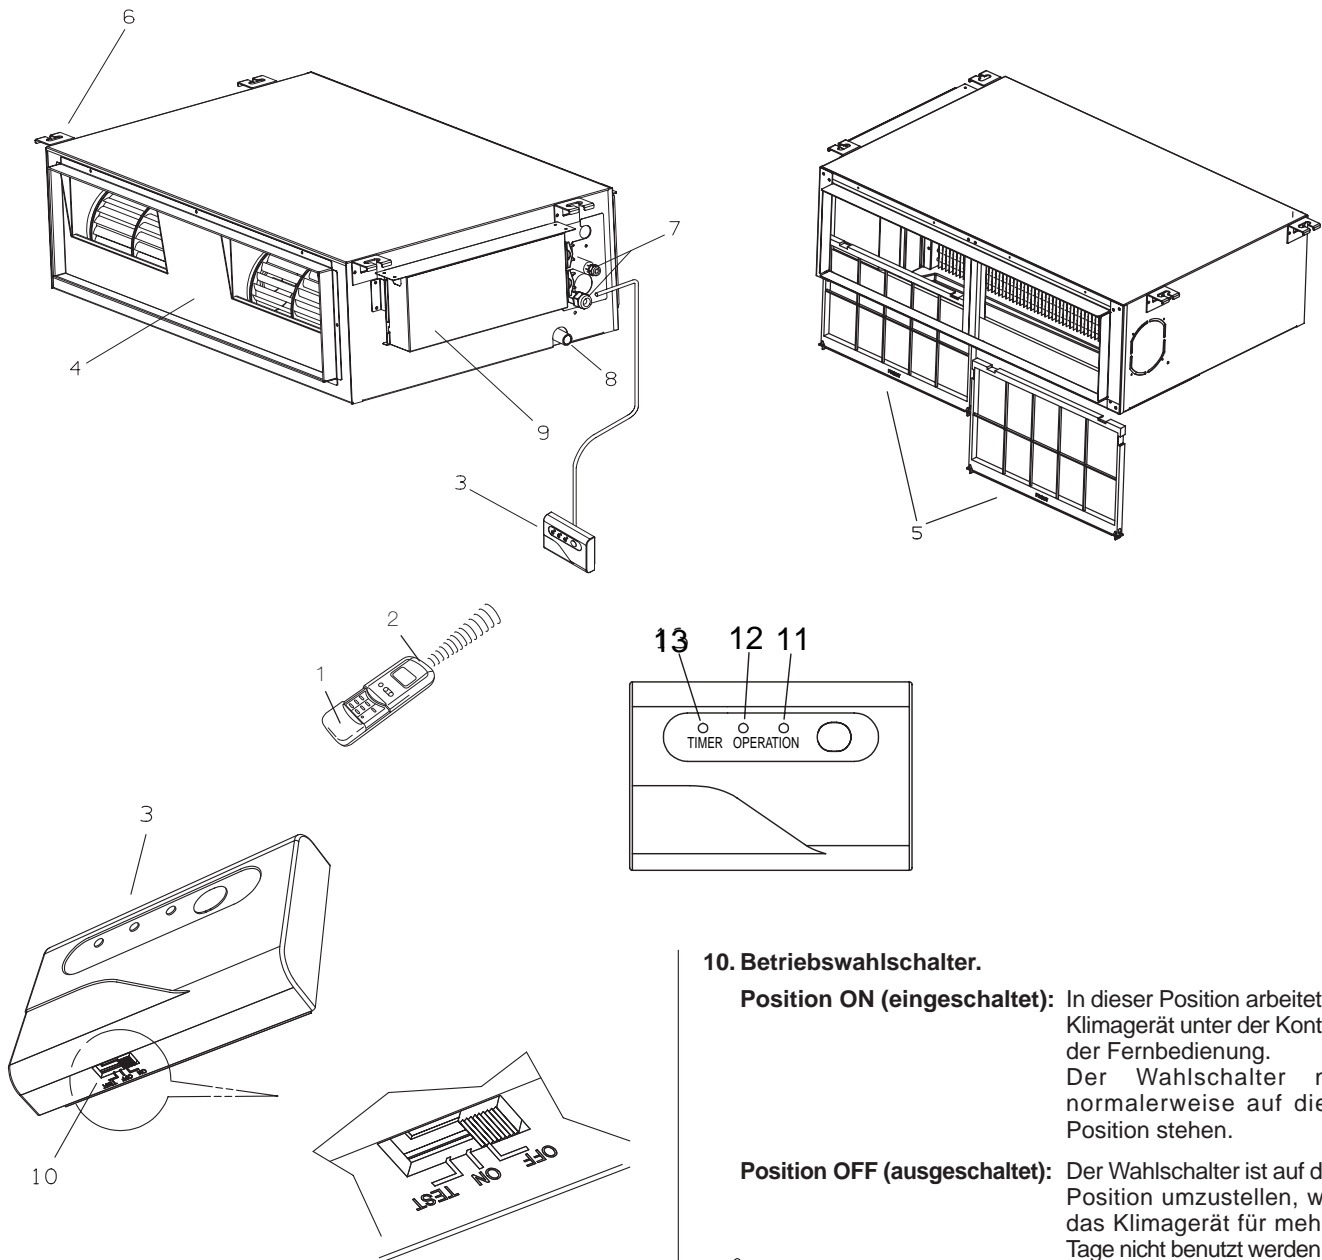 6
7
4
8
9
3
5
2
1
13 12 11
TIMER OPERATION
3
10
TEST ON OFF
10. Betriebswahlschalter.
Position ON (eingeschaltet): In dieser Position arbeitet
Klimagerät unter der Kont
der Fernbedienung.
Der Wahlschalter
normalerweise auf die
Position stehen.
Position OFF (ausgeschaltet): Der Wahlschalter ist auf d
Position umzustellen, w
das Klimagerät für meh
Tage nicht benutzt werden